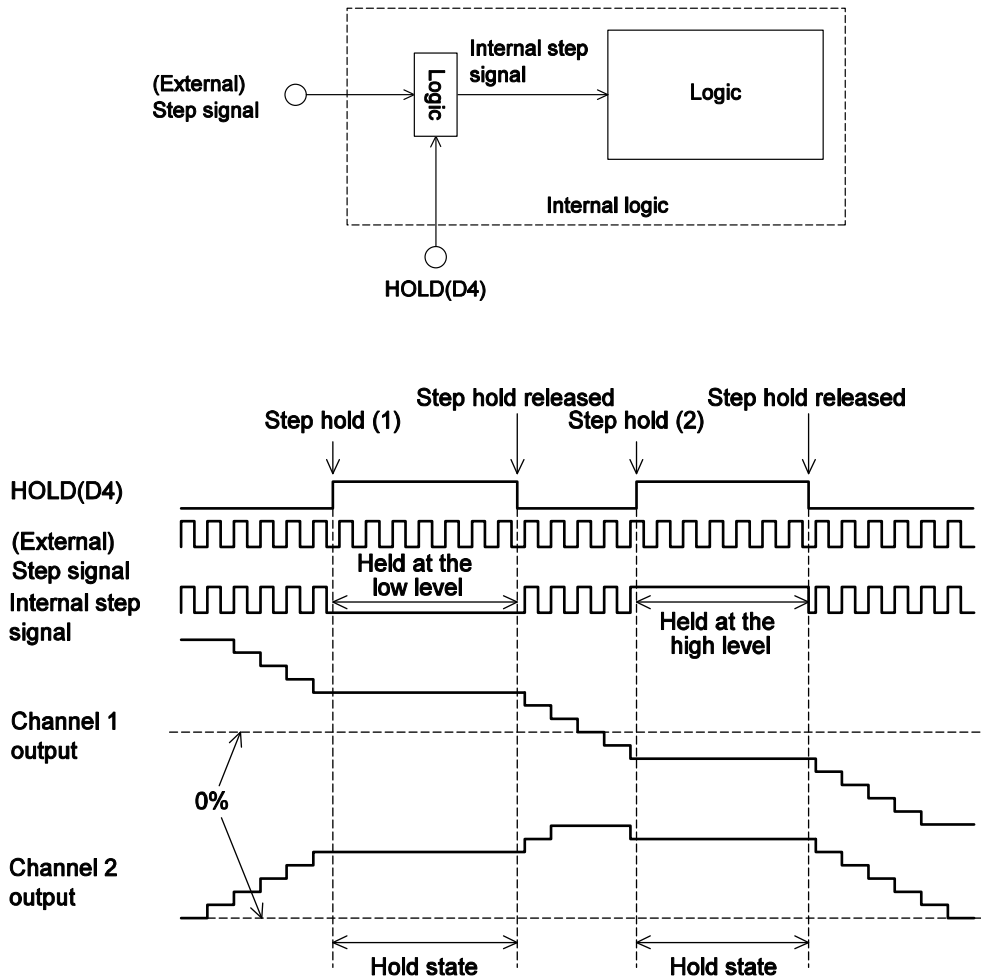 (External)
Step signal
Logic
Internal step
signal
Logic
Internal logic
HOLD(D4)
Step hold (1)
Step hold released
Step hold (2)
Step hold released
HOLD(D4)
(External)
Step signal
Held at the
low level
Internal step
signal
Held at the
high level
Channel 1
output
0%
Channel 2
output
Hold state
Hold state